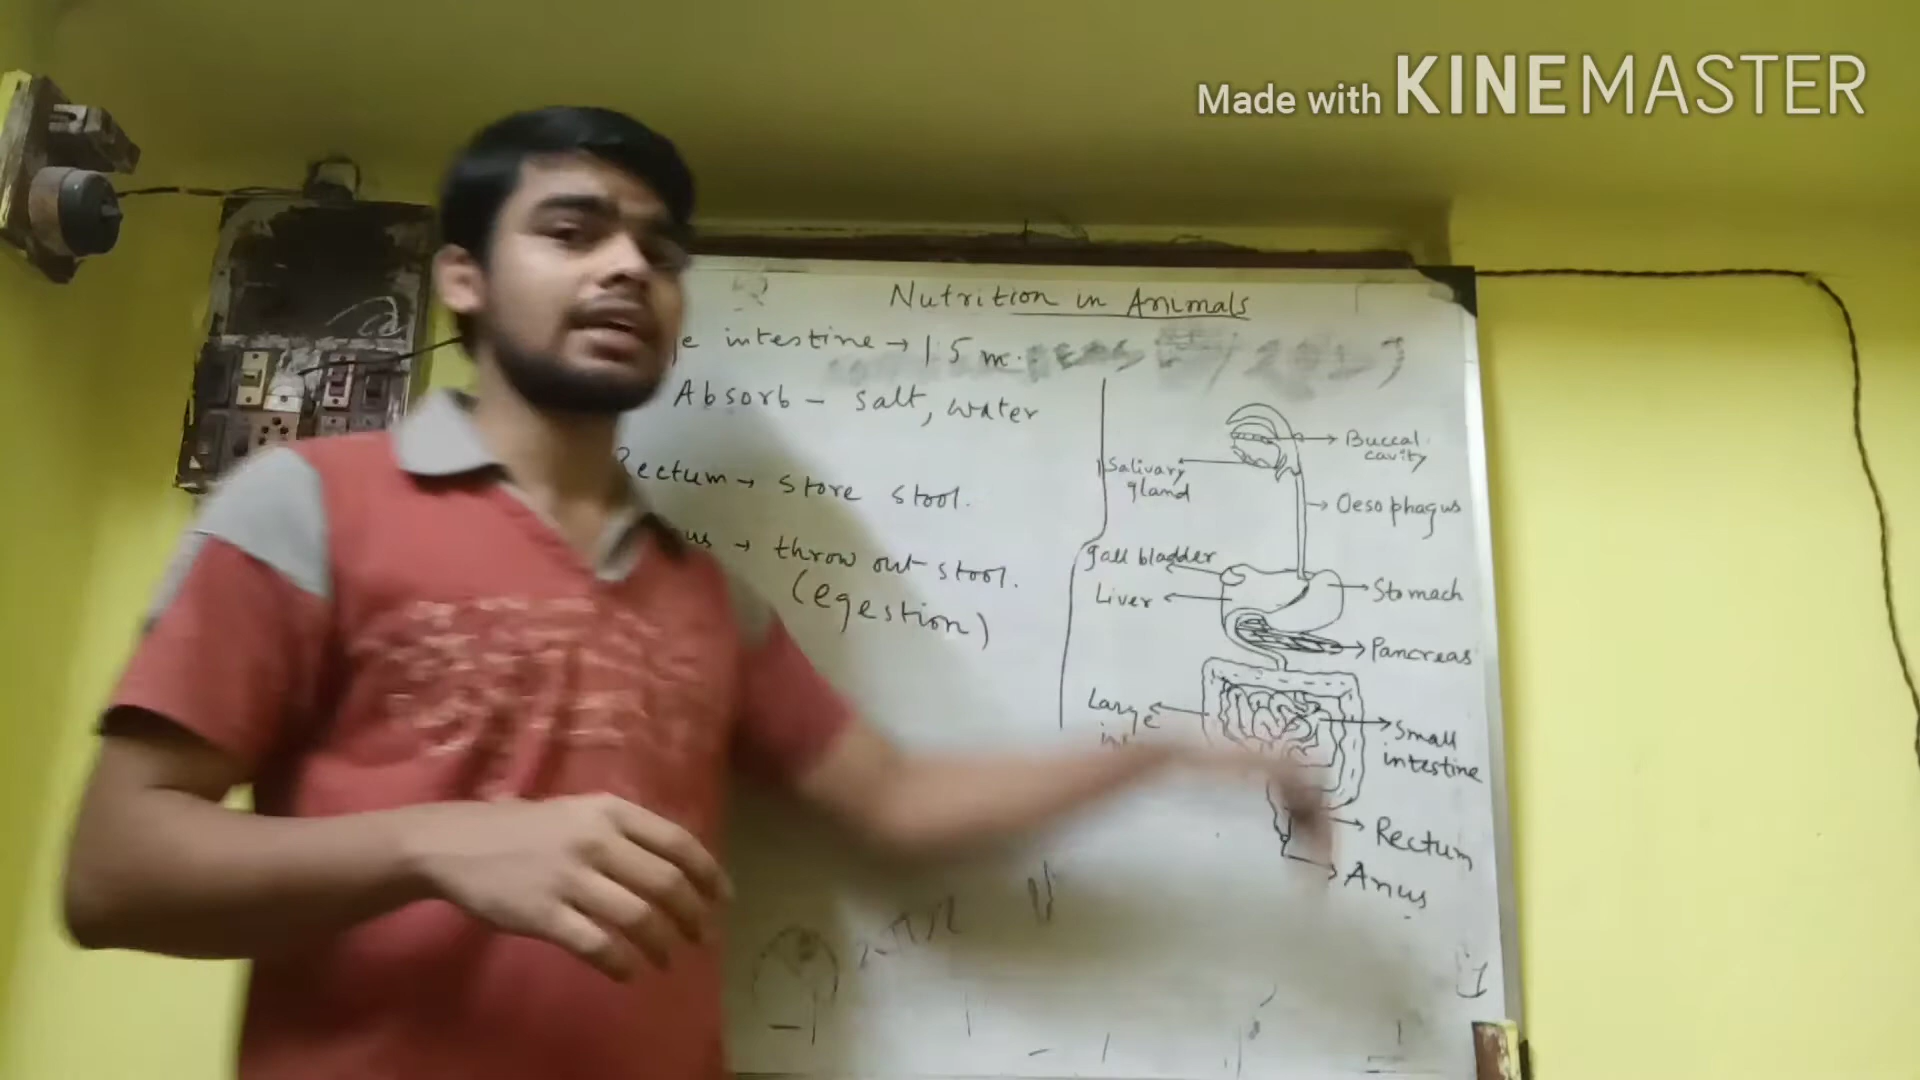 Made with KINEMASTER
Nutrition in Animals
intestine → 1.5 m.
Absorb - salt, water
Rectum → store stool.
→ throw out stool.
(egestion)
Buccal cavity
Salivary gland
Oesophagus
gall bladder
Liver
Stomach
Pancreas
Large
Small intestine
Rectum
Anus